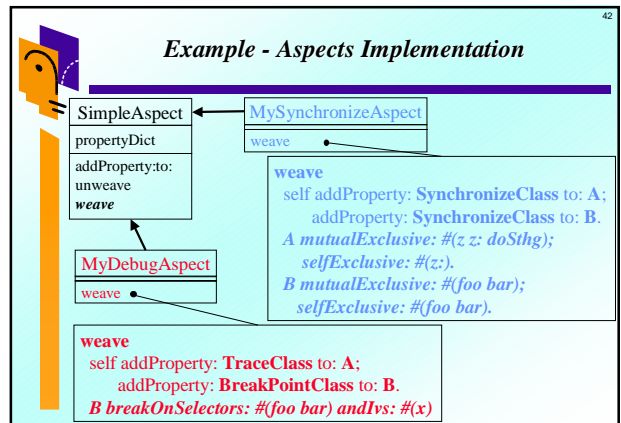 42
Example - Aspects Implementation
SimpleAspect
propertyDict
addProperty:to:
unweave
weave
MySynchronizeAspect
weave
weave
self addProperty: SynchronizeClass to: A;
addProperty: SynchronizeClass to: B.
A mutualExclusive: #(z z: doSthg);
selfExclusive: #(z:).
B mutualExclusive: #(foo bar);
selfExclusive: #(foo bar).
MyDebugAspect
weave
weave
self addProperty: TraceClass to: A;
addProperty: BreakPointClass to: B.
B breakOnSelectors: #(foo bar) andIvs: #(x)